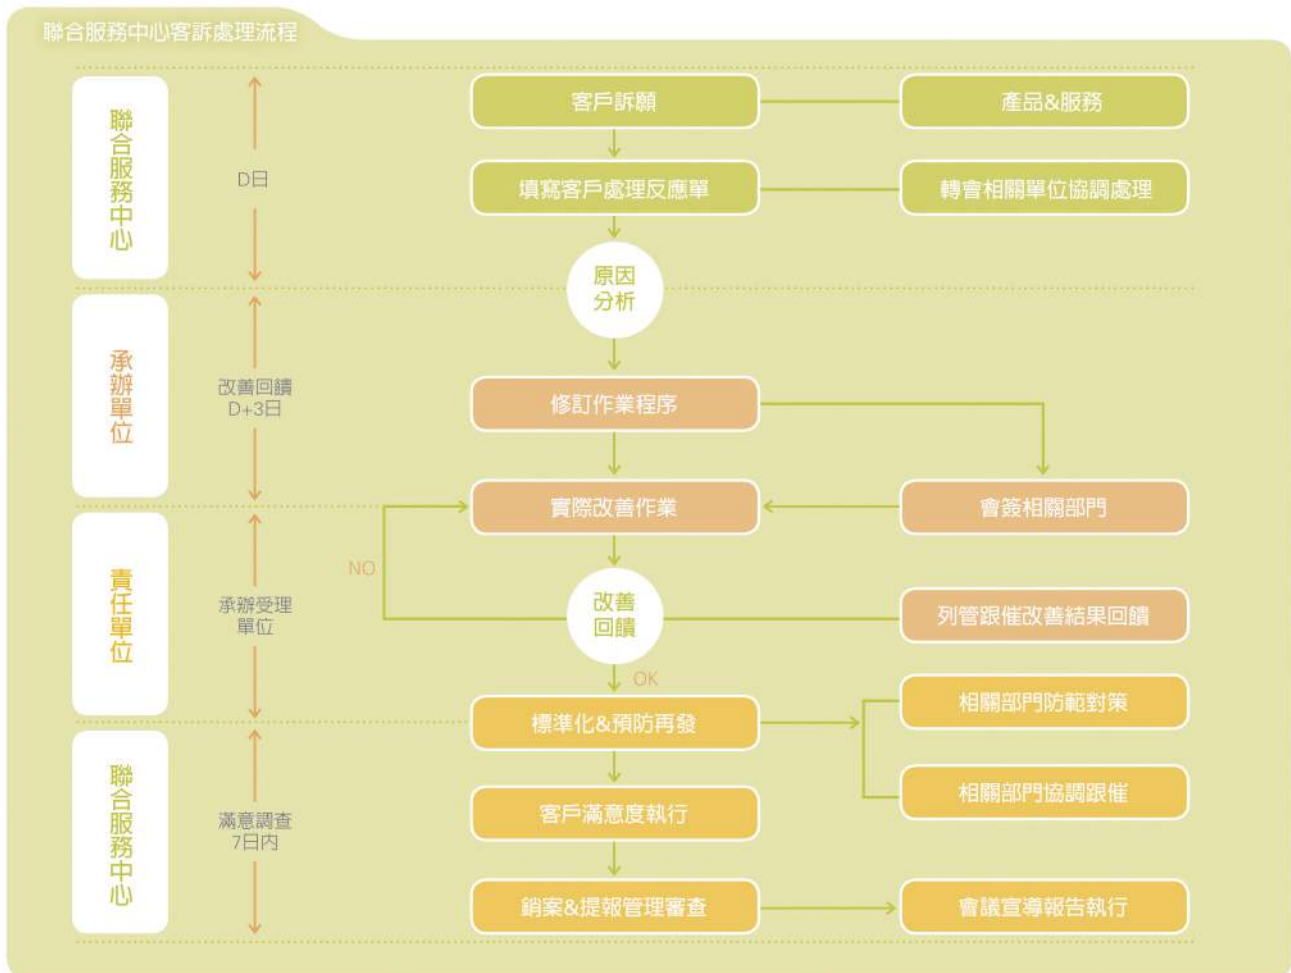 聯合服務中心客訴處理流程
聯合服務中心
D日
客戶訴願
產品&服務
填寫客戶處理反應單
轉會相關單位協調處理
原因
分析
承辦單位
改善回饋
D+3日
修訂作業程序
實際改善作業
會簽相關部門
責任單位
承辦受理
單位
NO
改善
回饋
列管跟催改善結果回饋
OK
標準化&預防再發
相關部門防範對策
相關部門協調跟催
聯合服務中心
滿意調查
7日內
客戶滿意度執行
銷案&提報管理審查
會議宣導報告執行